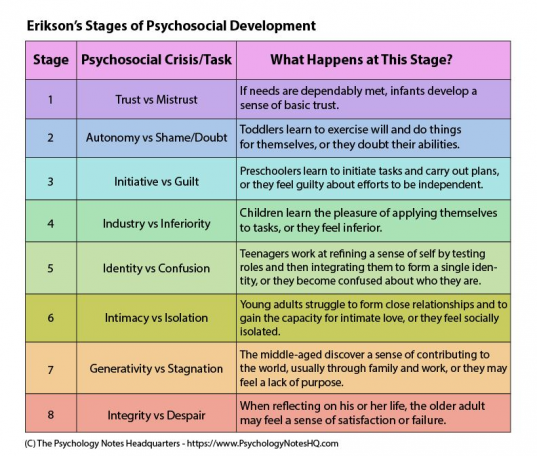 Erikson's Stages of Psychosocial Development
Stage Psychosocial Crisis/Task What Happens at This Stage?
1 Trust vs Mistrust If needs are dependably met, infants develop a
sense of basic trust.
2 Autonomy vs Shame/Doubt Toddlers learn to exercise will and do things
for themselves, or they doubt their abilities.
3 Initiative vs Guilt Preschoolers learn to initiate tasks and carry out plans,
or they feel guilty about efforts to be independent.
4 Industry vs Inferiority Children learn the pleasure of applying themselves
to tasks, or they feel inferior.
5 Identity vs Confusion Teenagers work at refining a sense of self by testing
roles and then integrating them to form a single iden-
tity, or they become confused about who they are.
6 Intimacy vs Isolation Young adults struggle to form close relationships and to
gain the capacity for intimate love, or they feel socially
isolated.
7 Generativity vs Stagnation The middle-aged discover a sense of contributing to
the world, usually through family and work, or they may
feel a lack of purpose.
8 Integrity vs Despair When reflecting on his or her life, the older adult
may feel a sense of satisfaction or failure.
(C) The Psychology Notes Headquarters - https://www.PsychologyNotesHQ.com